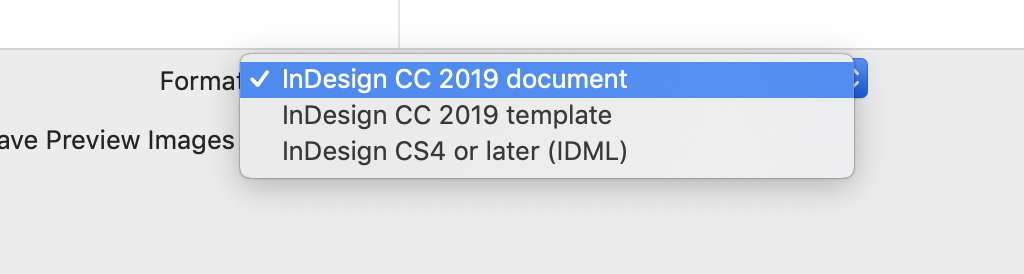 Format
InDesign CC 2019 document
InDesign CC 2019 template
ave Preview Images
InDesign CS4 or later (IDML)